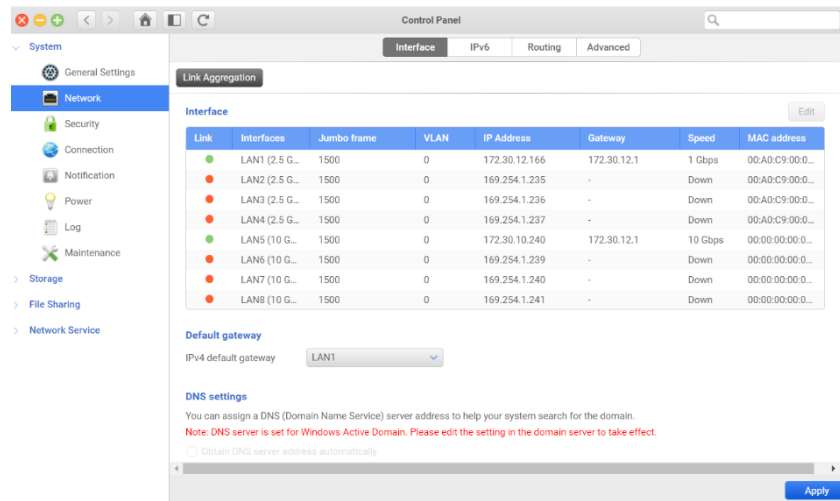 Control Panel
System
General Settings
Network
Security
Connection
Notification
Power
Log
Maintenance
Storage
File Sharing
Network Service
Interface IPv6 Routing Advanced
Link Aggregation
Interface Edit
Link Interfaces Jumbo frame VLAN IP Address Gateway Speed MAC address
LAN1 (2.5 G... 1500 0 172.30.12.166 172.30.12.1 1 Gbps 00:A0:C9:00:0...
LAN2 (2.5 G... 1500 0 169.254.1.235 - Down 00:A0:C9:00:0...
LAN3 (2.5 G... 1500 0 169.254.1.236 - Down 00:A0:C9:00:0...
LAN4 (2.5 G... 1500 0 169.254.1.237 - Down 00:A0:C9:00:0...
LAN5 (10 G... 1500 0 172.30.10.240 172.30.12.1 10 Gbps 00:00:00:00:0...
LAN6 (10 G... 1500 0 169.254.1.239 - Down 00:00:00:00:0...
LAN7 (10 G... 1500 0 169.254.1.240 - Down 00:00:00:00:0...
LAN8 (10 G... 1500 0 169.254.1.241 - Down 00:00:00:00:0...
Default gateway
IPv4 default gateway LAN1
DNS settings
You can assign a DNS (Domain Name Service) server address to help your system search for the domain.
Note: DNS server is set for Windows Active Domain. Please edit the setting in the domain server to take effect.
Obtain DNS server address automatically
Apply